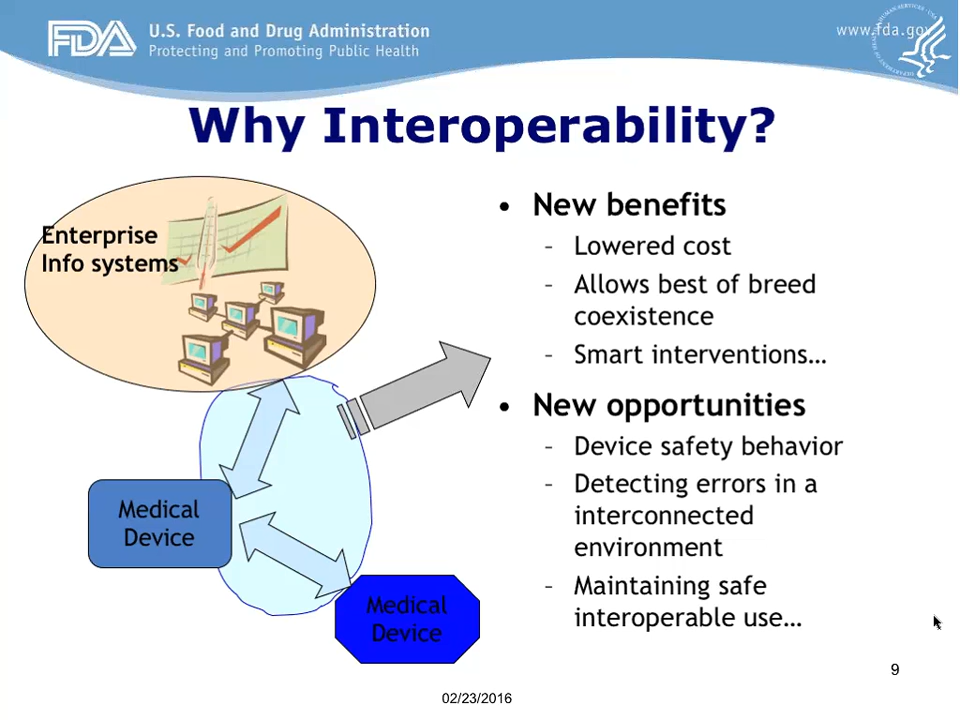 FDA
U.S. Food and Drug Administration
Protecting and Promoting Public Health
www.fda.gov
Why Interoperability?
Enterprise
Info systems
Medical
Device
Medical
Device
• New benefits
- Lowered cost
- Allows best of breed
coexistence
- Smart interventions…
• New opportunities
- Device safety behavior
- Detecting errors in a
interconnected
environment
- Maintaining safe
interoperable use…
9
02/23/2016